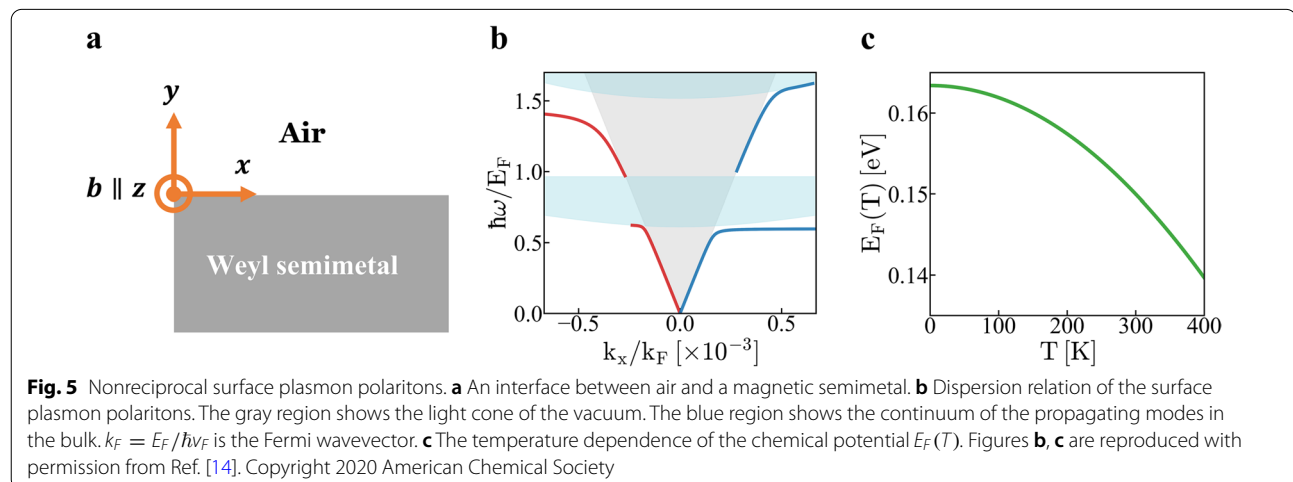 a
y
Air
x
b ∥ z
Weyl semimetal
b
ħω/E_F
1.5
1.0
0.5
0.0
−0.5 0.0 0.5
k_x/k_F [×10⁻³]
c
E_F(T) [eV]
0.16
0.15
0.14
0 100 200 300 400
T [K]
Fig. 5 Nonreciprocal surface plasmon polaritons. a An interface between air and a magnetic semimetal. b Dispersion relation of the surface
plasmon polaritons. The gray region shows the light cone of the vacuum. The blue region shows the continuum of the propagating modes in
the bulk. k_F = E_F/ħv_F is the Fermi wavevector. c The temperature dependence of the chemical potential E_F(T). Figures b, c are reproduced with
permission from Ref. [14]. Copyright 2020 American Chemical Society